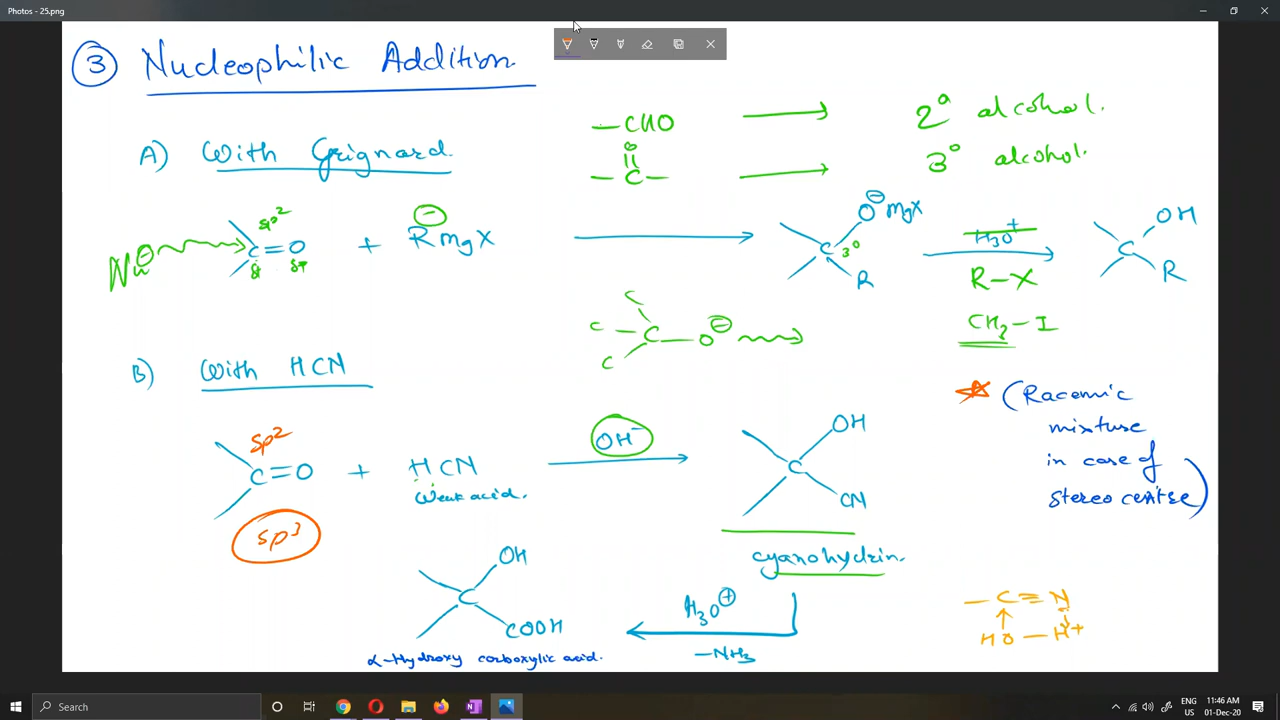 Photos - 25.png
③ Nucleophilic Addition
—CHO → 2° alcohol.
A) With Grignard.
O
—C— → 3° alcohol.
Nu⊖ sp² C=O + R⊖MgX → C 3° O⊖MgX R H₃O⁺ R–X → C OH R
δ δ-
CH₃–I
C C C C–O⊖
B) With HCN
☆ (Racemic
mixture
in case of
stereo centre)
sp² C=O + HCN OH⁻ → C OH CN
Weak acid.
sp³
cyanohydrin.
OH C COOH ← H₃O⊕ –NH₃
—C≡N
HO—H+
α-Hydroxy carboxylic acid.
Search
ENG
US
11:46 AM
01-Dec-20